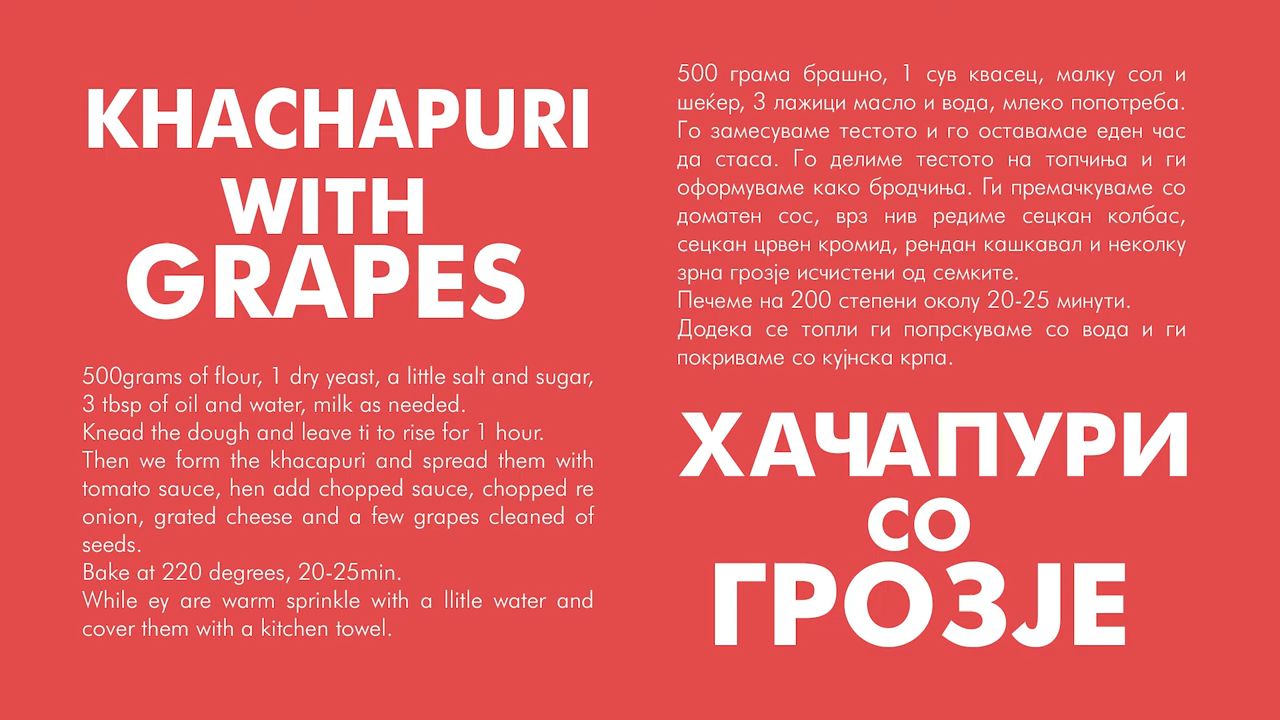 KHACHAPURI
WITH
GRAPES
500grams of flour, 1 dry yeast, a little salt and sugar,
3 tbsp of oil and water, milk as needed.
Knead the dough and leave ti to rise for 1 hour.
Then we form the khacapuri and spread them with
tomato sauce, hen add chopped sauce, chopped re
onion, grated cheese and a few grapes cleaned of
seeds.
Bake at 220 degrees, 20-25min.
While ey are warm sprinkle with a llitle water and
cover them with a kitchen towel.
500 грама брашно, 1 сув квасец, малку сол и
шеќер, 3 лажици масло и вода, млеко попотреба.
Го замесуваме тестото и го оставамае еден час
да стаса. Го делиме тестото на топчиња и ги
оформуваме како бродчиња. Ги премачкуваме со
доматен сос, врз нив редиме сецкан колбас,
сецкан црвен кромид, рендан кашкавал и неколку
зрна грозје исчистени од семките.
Печеме на 200 степени околу 20-25 минути.
Додека се топли ги попрскуваме со вода и ги
покриваме со кујнска крпа.
ХАЧАПУРИ
СО
ГРОЗЈЕ